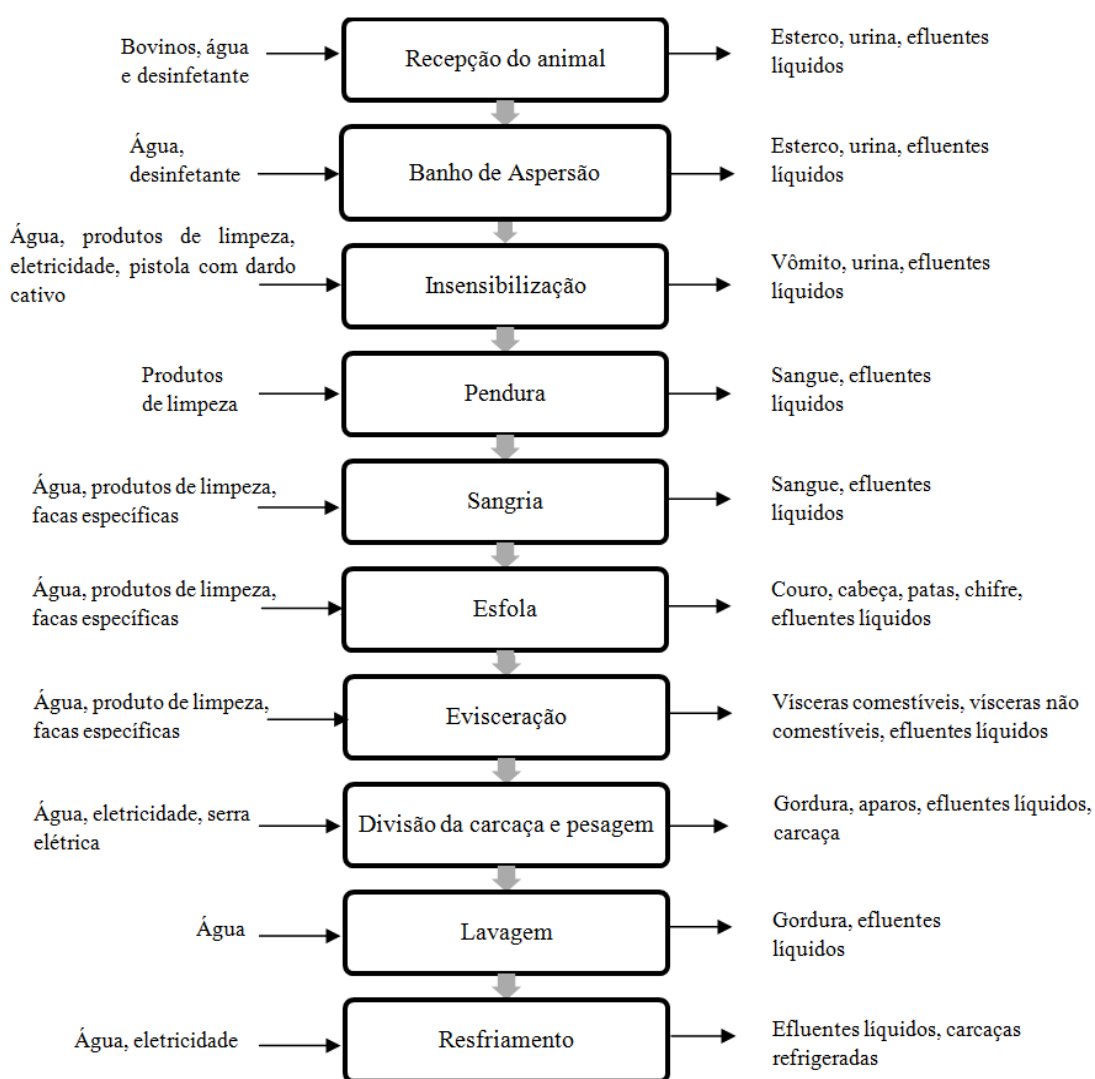 Bovinos, água
e desinfetante
Recepção do animal
Esterco, urina, efluentes
líquidos
Água,
desinfetante
Banho de Aspersão
Esterco, urina, efluentes
líquidos
Água, produtos de limpeza,
eletricidade, pistola com dardo
cativo
Insensibilização
Vômito, urina, efluentes
líquidos
Produtos
de limpeza
Pendura
Sangue, efluentes
líquidos
Água, produtos de limpeza,
facas específicas
Sangria
Sangue, efluentes
líquidos
Água, produtos de limpeza,
facas específicas
Esfola
Couro, cabeça, patas, chifre,
efluentes líquidos
Água, produto de limpeza,
facas específicas
Evisceração
Vísceras comestíveis, vísceras não
comestíveis, efluentes líquidos
Água, eletricidade, serra
elétrica
Divisão da carcaça e pesagem
Gordura, aparos, efluentes líquidos,
carcaça
Água
Lavagem
Gordura, efluentes
líquidos
Água, eletricidade
Resfriamento
Efluentes líquidos, carcaças
refrigeradas